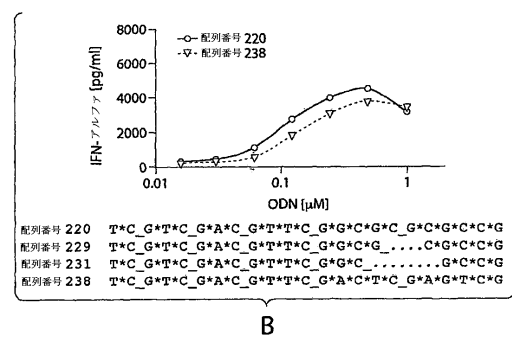 8000
6000
4000
2000
0
IFN-アルファ [pg/ml]
配列番号 220
配列番号 238
0.01
0.1
1
ODN [μM]
配列番号 220 T*C_G*T*C_G*A*C_G*T*T*C_G*G*C*G*C_G*C*G*C*C*G
配列番号 229 T*C_G*T*C_G*A*C_G*T*T*C_G*G*C*G_....C*G*C*C*G
配列番号 231 T*C_G*T*C_G*A*C_G*T*T*C_G*G*C_........G*C*C*G
配列番号 238 T*C_G*T*C_G*A*C_G*T*T*C_G*A*C*T*C_G*A*G*T*C*G
B